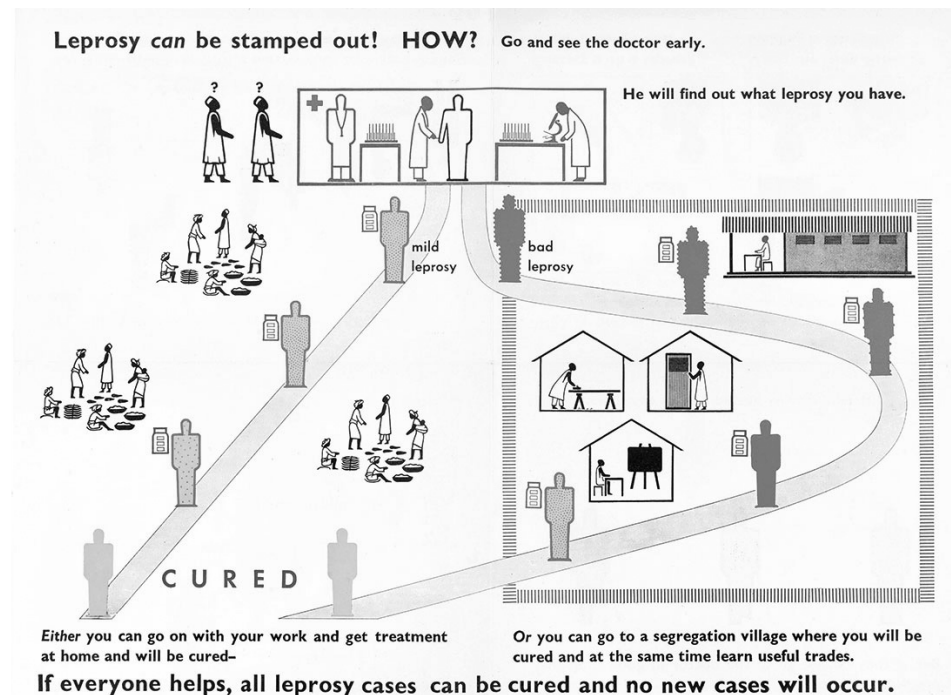 Leprosy can be stamped out! HOW? Go and see the doctor early.
He will find out what leprosy you have.
? ?
mild
leprosy
bad
leprosy
CURED
Either you can go on with your work and get treatment
at home and will be cured–
Or you can go to a segregation village where you will be
cured and at the same time learn useful trades.
If everyone helps, all leprosy cases can be cured and no new cases will occur.